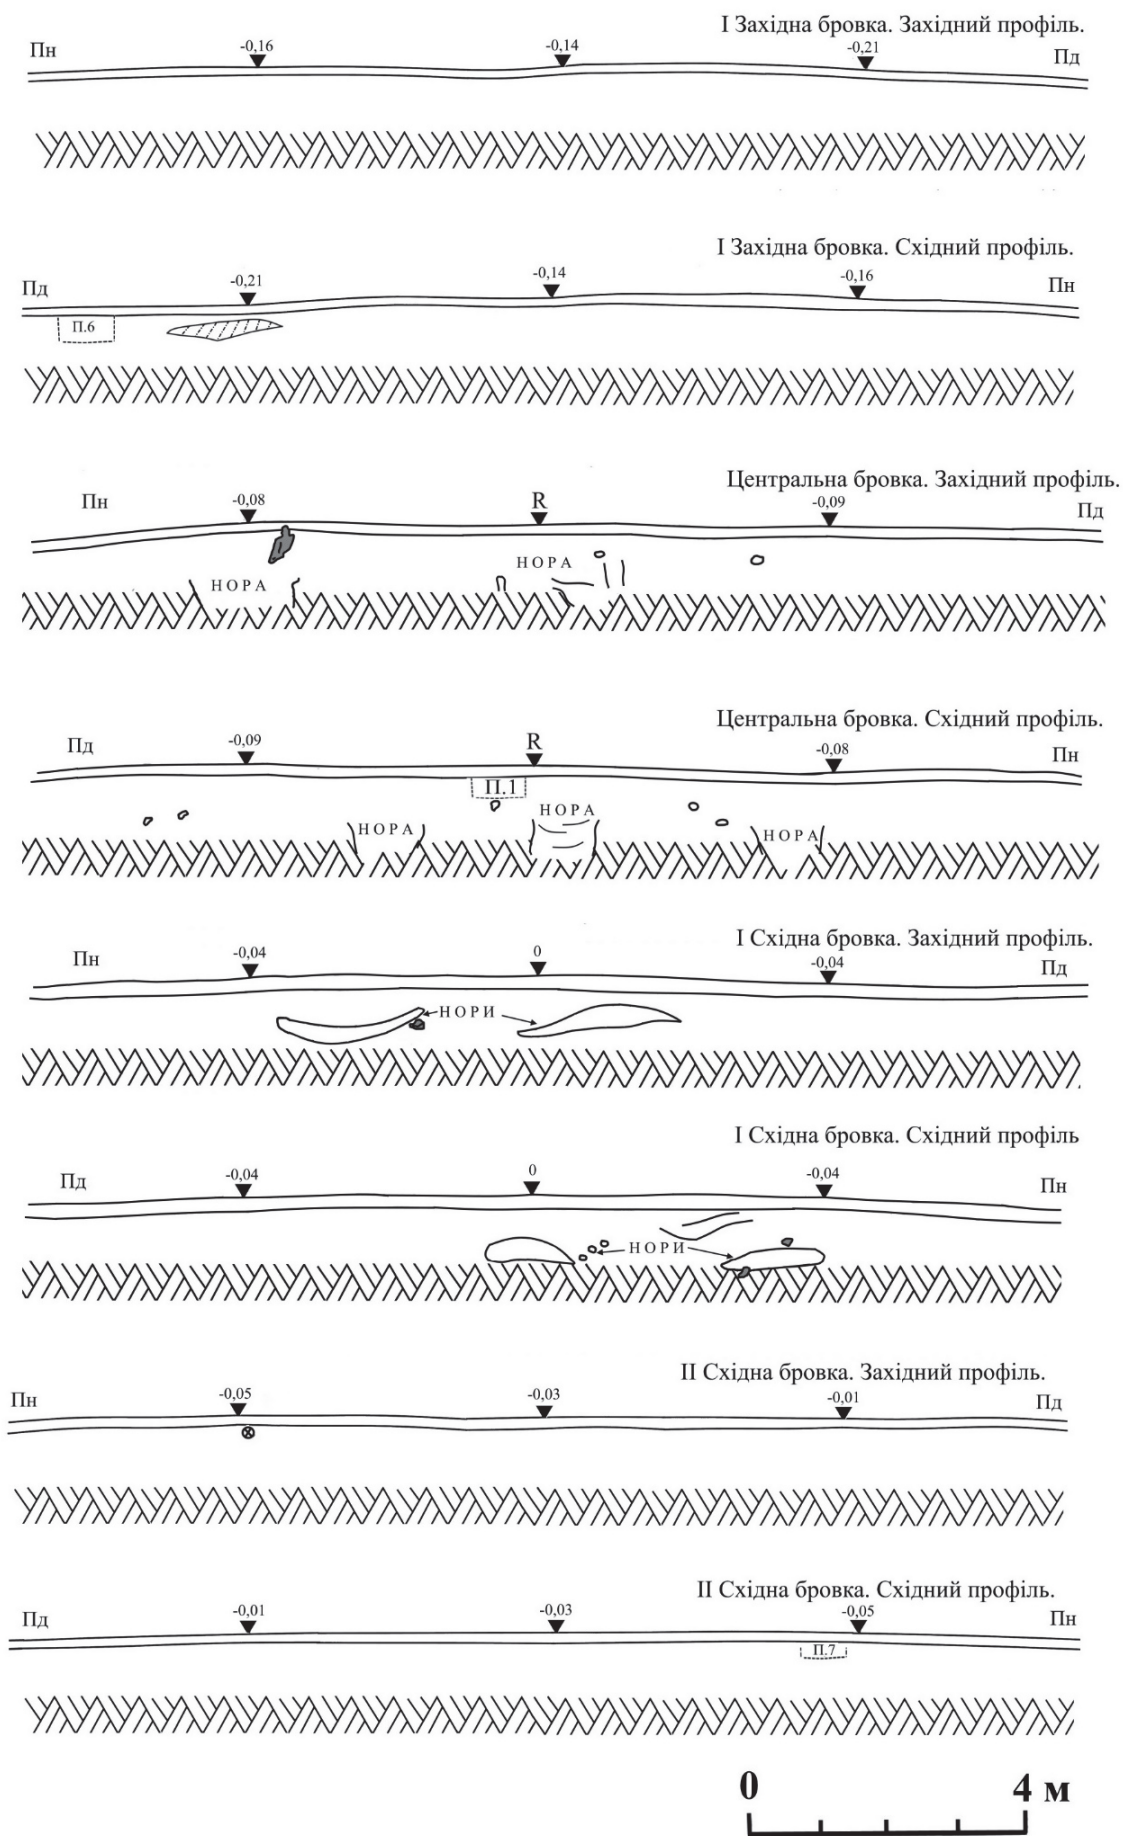 I Західна бровка. Західний профіль.
Пн -0,16 -0,14 -0,21 Пд
I Західна бровка. Східний профіль.
Пд -0,21 -0,14 -0,16 Пн
П.6
Центральна бровка. Західний профіль.
Пн -0,08 R -0,09 Пд
НОРА НОРА
Центральна бровка. Східний профіль.
Пд -0,09 R -0,08 Пн
П.1
НОРА НОРА НОРА
I Східна бровка. Західний профіль.
Пн -0,04 0 -0,04 Пд
НОРИ
I Східна бровка. Східний профіль
Пд -0,04 0 -0,04 Пн
НОРИ
II Східна бровка. Західний профіль.
Пн -0,05 -0,03 -0,01 Пд
II Східна бровка. Східний профіль.
Пд -0,01 -0,03 -0,05 Пн
П.7
0 4 м